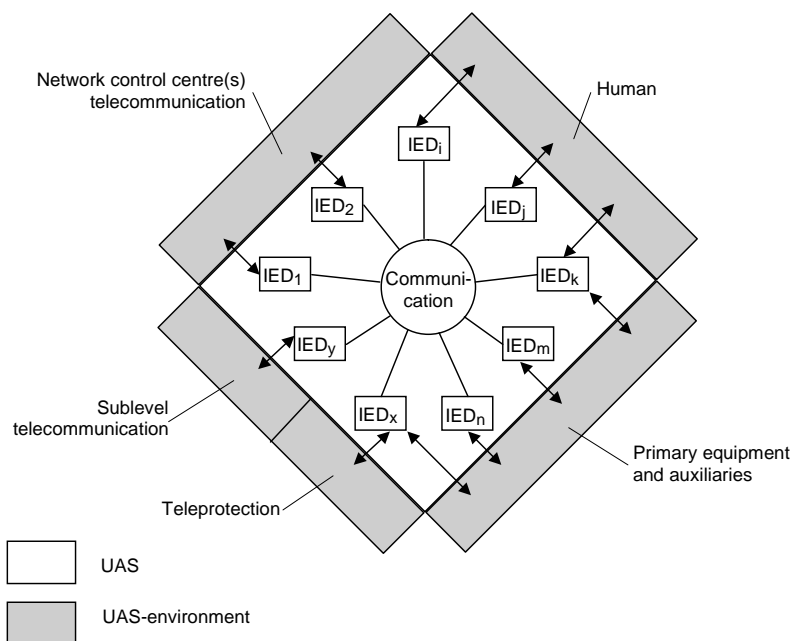 Network control centre(s)
telecommunication
Human
IEDᵢ
IED₂
IEDⱼ
IED₁
Communi-
cation
IEDₖ
IEDᵧ
IEDₘ
IEDₓ
IEDₙ
Sublevel
telecommunication
Primary equipment
and auxiliaries
Teleprotection
UAS
UAS-environment